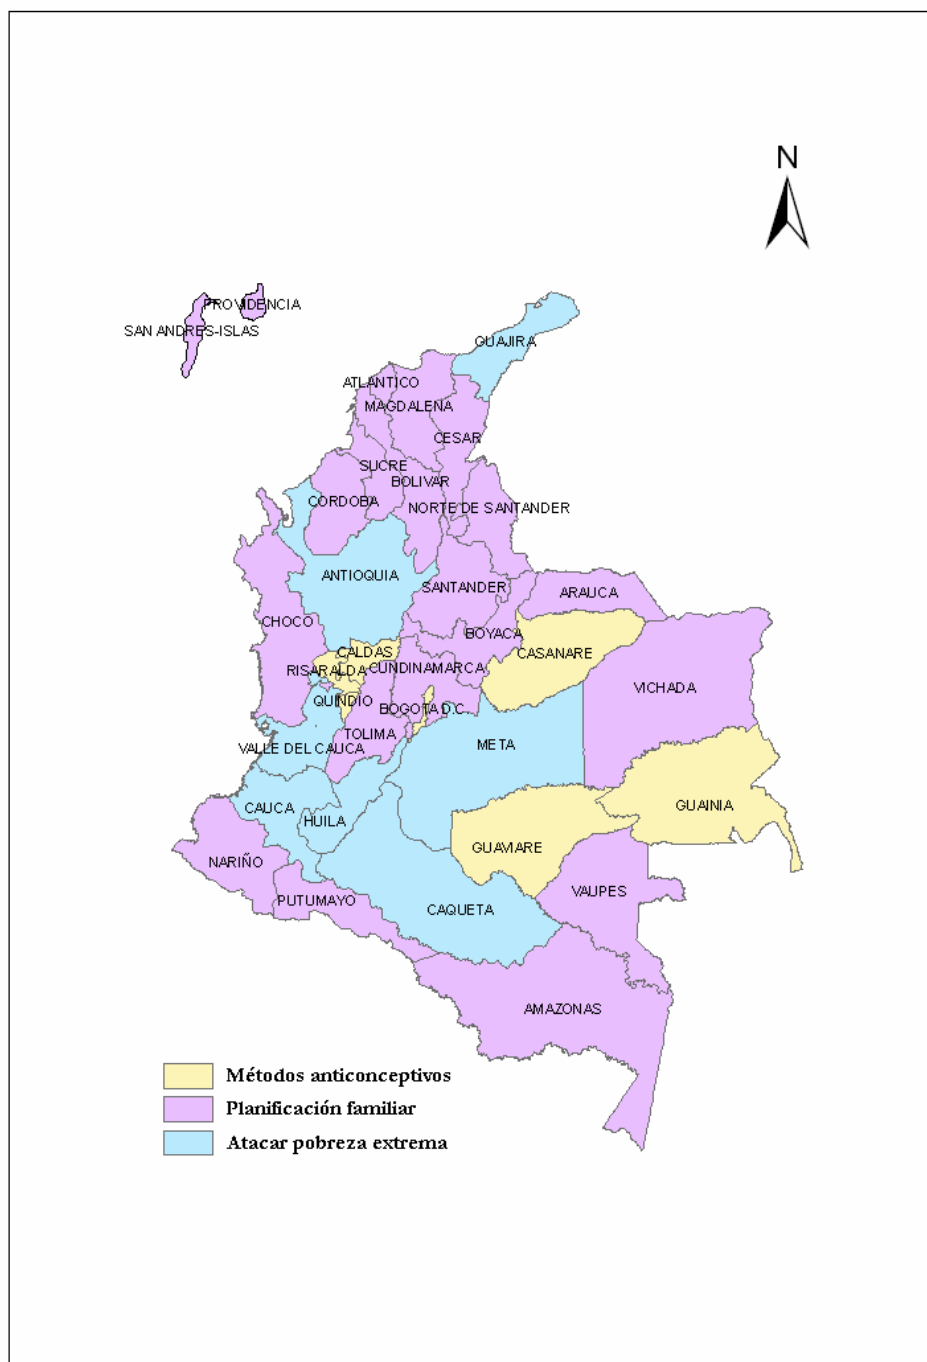 N
PROVIDENCIA
SAN ANDRES-ISLAS
GUAJIRA
ATLANTICO
MAGDALENA
CESAR
SUCRE
BOLIVAR
CORDOBA
NORTE DE SANTANDER
ANTIOQUIA
SANTANDER
ARAUCA
CHOCO
BOYACA
CALDAS
CASANARE
RISARALDA
CUNDINAMARCA
VICHADA
QUINDIO
BOGOTA D.C
TOLIMA
VALLE DEL CAUCA
META
CAUCA
GUAINIA
HUILA
GUAVIARE
NARIÑO
VAUPES
PUTUMAYO
CAQUETA
AMAZONAS
Métodos anticonceptivos
Planificación familiar
Atacar pobreza extrema